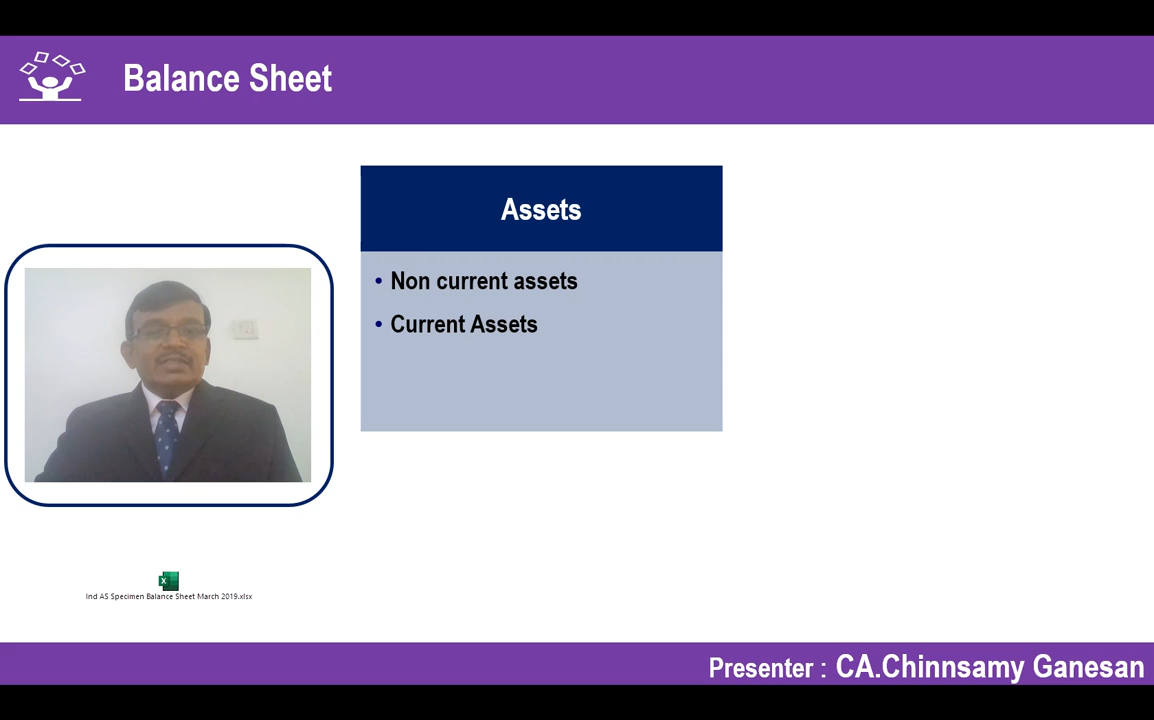 Balance Sheet
Assets
• Non current assets
• Current Assets
Ind AS Specimen Balance Sheet March 2019.xlsx
Presenter : CA.Chinnsamy Ganesan